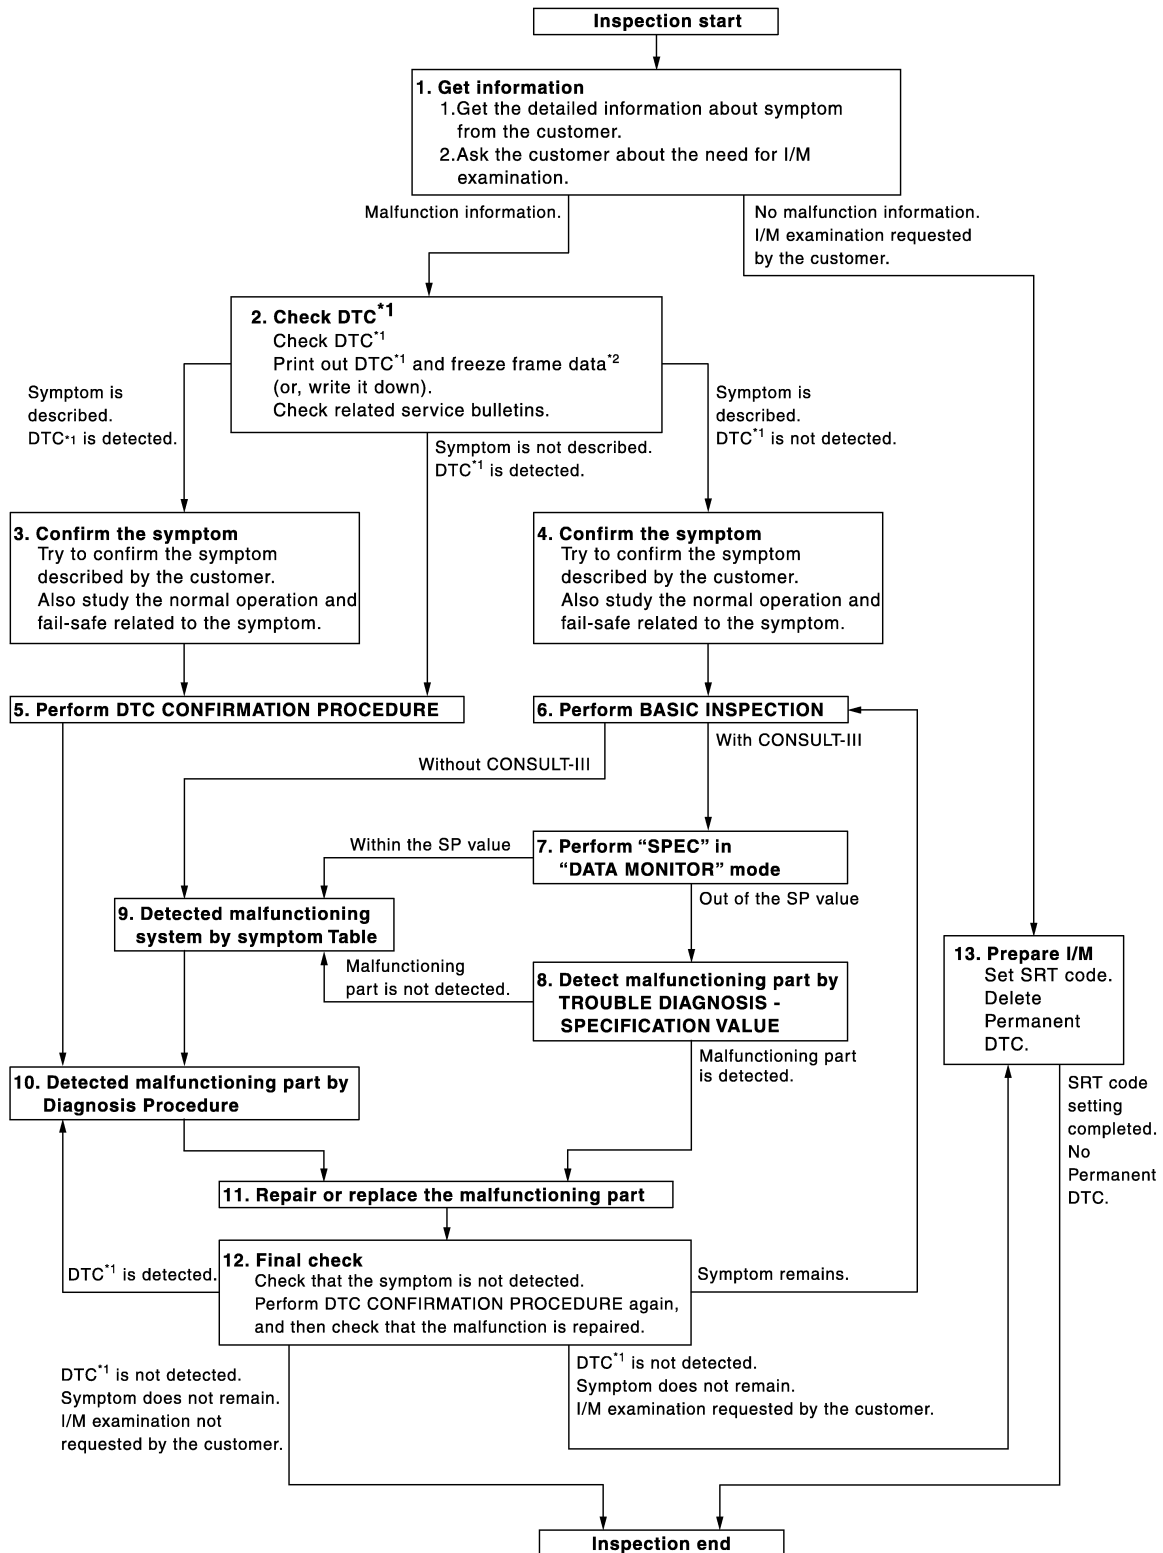 Inspection start
1. Get information
1.Get the detailed information about symptom
from the customer.
2.Ask the customer about the need for I/M
examination.
Malfunction information.
No malfunction information.
I/M examination requested
by the customer.
2. Check DTC*1
Check DTC*1
Print out DTC*1 and freeze frame data*2
(or, write it down).
Check related service bulletins.
Symptom is
described.
DTC*1 is detected.
Symptom is not described.
DTC*1 is detected.
Symptom is
described.
DTC*1 is not detected.
3. Confirm the symptom
Try to confirm the symptom
described by the customer.
Also study the normal operation and
fail-safe related to the symptom.
4. Confirm the symptom
Try to confirm the symptom
described by the customer.
Also study the normal operation and
fail-safe related to the symptom.
5. Perform DTC CONFIRMATION PROCEDURE
6. Perform BASIC INSPECTION
Without CONSULT-III
With CONSULT-III
7. Perform “SPEC” in
“DATA MONITOR” mode
Within the SP value
Out of the SP value
9. Detected malfunctioning
system by symptom Table
Malfunctioning
part is not detected.
8. Detect malfunctioning part by
TROUBLE DIAGNOSIS -
SPECIFICATION VALUE
13. Prepare I/M
Set SRT code.
Delete
Permanent
DTC.
Malfunctioning part
is detected.
10. Detected malfunctioning part by
Diagnosis Procedure
SRT code
setting
completed.
No
Permanent
DTC.
11. Repair or replace the malfunctioning part
12. Final check
Check that the symptom is not detected.
Perform DTC CONFIRMATION PROCEDURE again,
and then check that the malfunction is repaired.
DTC*1 is detected.
Symptom remains.
DTC*1 is not detected.
Symptom does not remain.
I/M examination not
requested by the customer.
DTC*1 is not detected.
Symptom does not remain.
I/M examination requested by the customer.
Inspection end